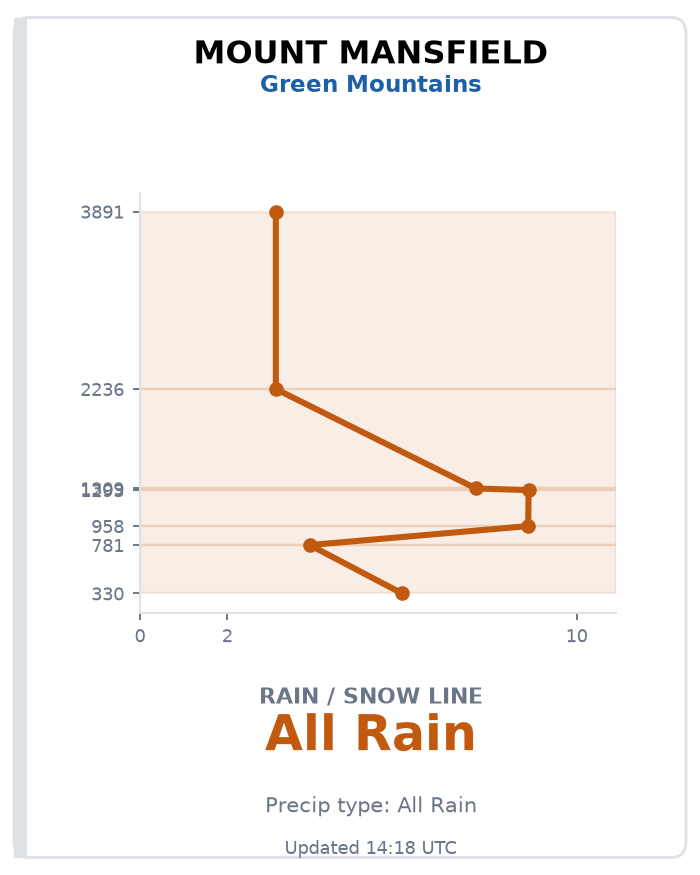 MOUNT MANSFIELD
Green Mountains
3891
2236
958
781
330
0 2 10
RAIN / SNOW LINE
All Rain
Precip type: All Rain
Updated 14:18 UTC